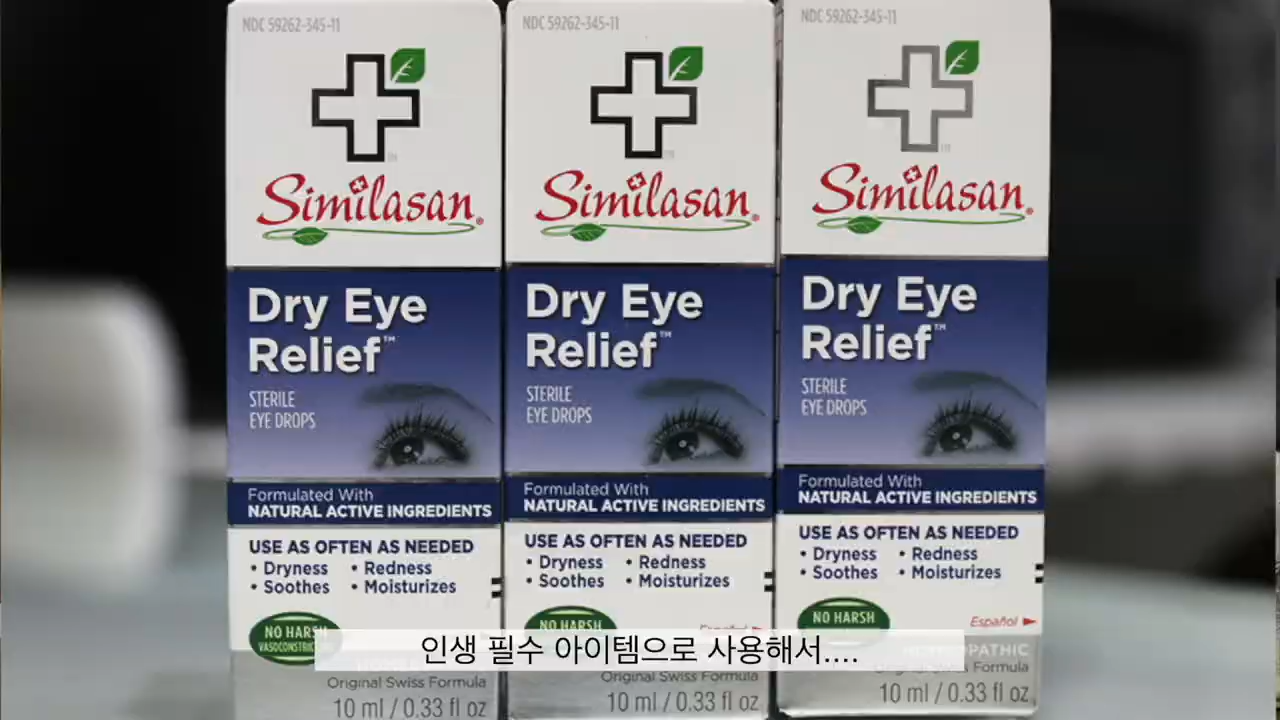 NDC 59262-345-11
Similasan®
Dry Eye
Relief™
STERILE
EYE DROPS
Formulated With
NATURAL ACTIVE INGREDIENTS
USE AS OFTEN AS NEEDED
• Dryness • Redness
• Soothes • Moisturizes
NO HARSH
Original Swiss Formula
10 ml / 0.33 fl oz
NDC 59262-345-11
Similasan®
Dry Eye
Relief™
STERILE
EYE DROPS
Formulated With
NATURAL ACTIVE INGREDIENTS
USE AS OFTEN AS NEEDED
• Dryness • Redness
• Soothes • Moisturizes
NO HARSH
Original Swiss Formula
10 ml / 0.33 fl oz
NDC 59262-345-11
Similasan®
Dry Eye
Relief™
STERILE
EYE DROPS
Formulated With
NATURAL ACTIVE INGREDIENTS
USE AS OFTEN AS NEEDED
• Dryness • Redness
• Soothes • Moisturizes
NO HARSH
Español
Original Swiss Formula
10 ml / 0.33 fl oz
인생 필수 아이템으로 사용해서....